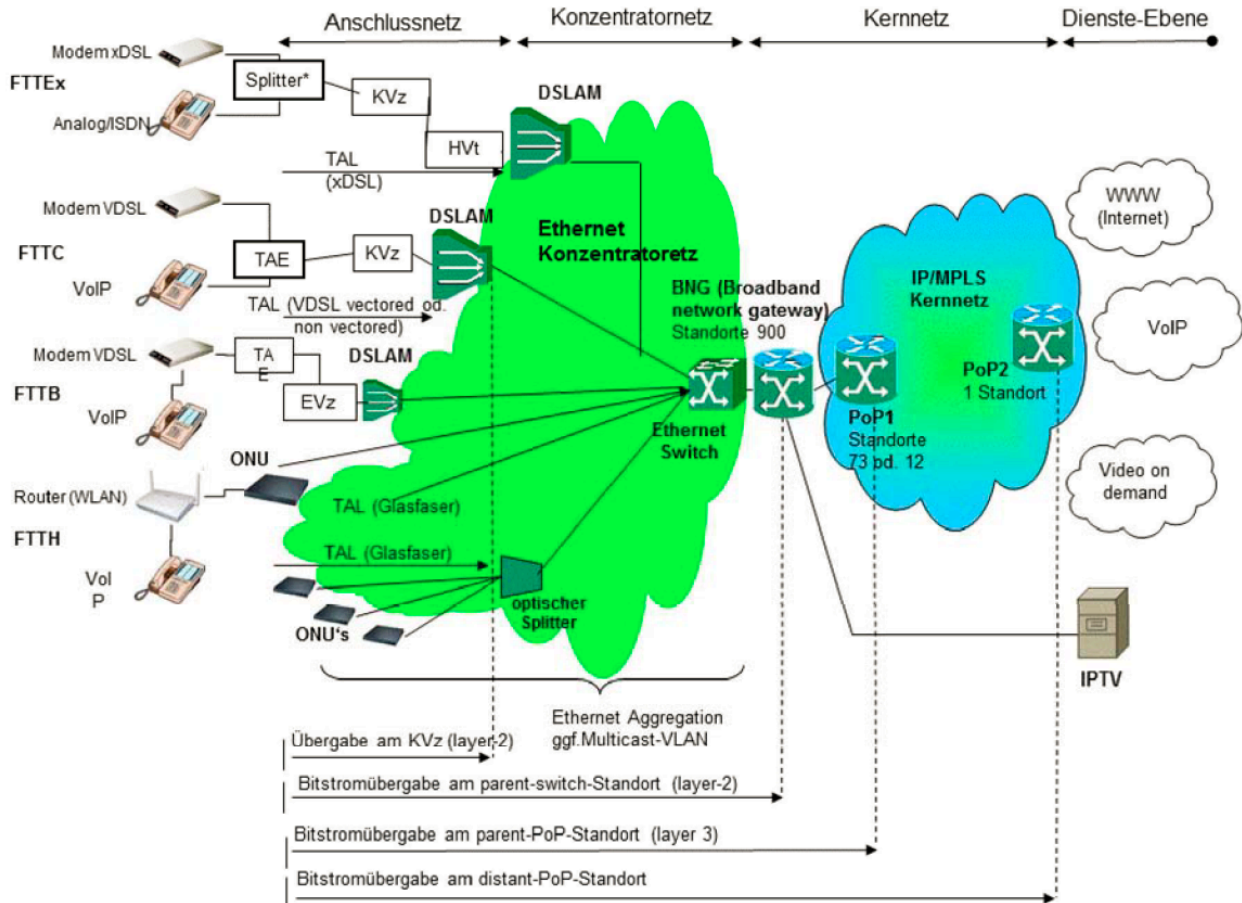 Anschlussnetz
Konzentratornetz
Kernnetz
Dienste-Ebene
Modem xDSL
FTTEx
Splitter*
KVz
DSLAM
Analog/ISDN
HVt
TAL
(xDSL)
WWW
(Internet)
Modem VDSL
DSLAM
Ethernet
Konzentratoretz
FTTC
TAE
KVz
IP/MPLS
Kernnetz
BNG (Broadband
network gateway)
Standorte 900
VoIP
TAL (VDSL vectored od.
non vectored)
VoIP
Modem VDSL
TA
E
DSLAM
PoP2
1 Standort
FTTB
EVz
VoIP
PoP1
Standorte
73 pd. 12
Ethernet
Switch
ONU
Router (WLAN)
TAL (Glasfaser)
Video on
demand
FTTH
TAL (Glasfaser)
VoI
P
optischer
Splitter
ONU's
IPTV
Ethernet Aggregation
ggf.Multicast-VLAN
Übergabe am KVz (layer-2)
Bitstromübergabe am parent-switch-Standort (layer-2)
Bitstromübergabe am parent-PoP-Standort (layer 3)
Bitstromübergabe am distant-PoP-Standort